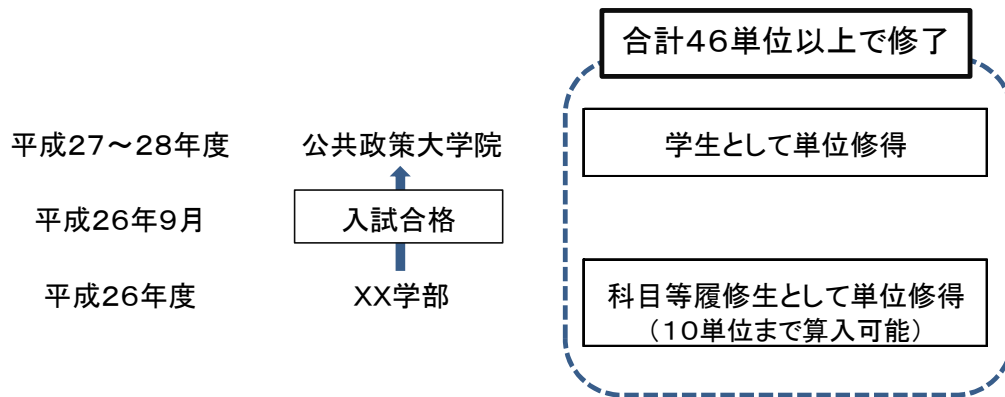 合計46単位以上で修了
平成27~28年度
公共政策大学院
学生として単位修得
平成26年9月
入試合格
平成26年度
XX学部
科目等履修生として単位修得
(10単位まで算入可能)